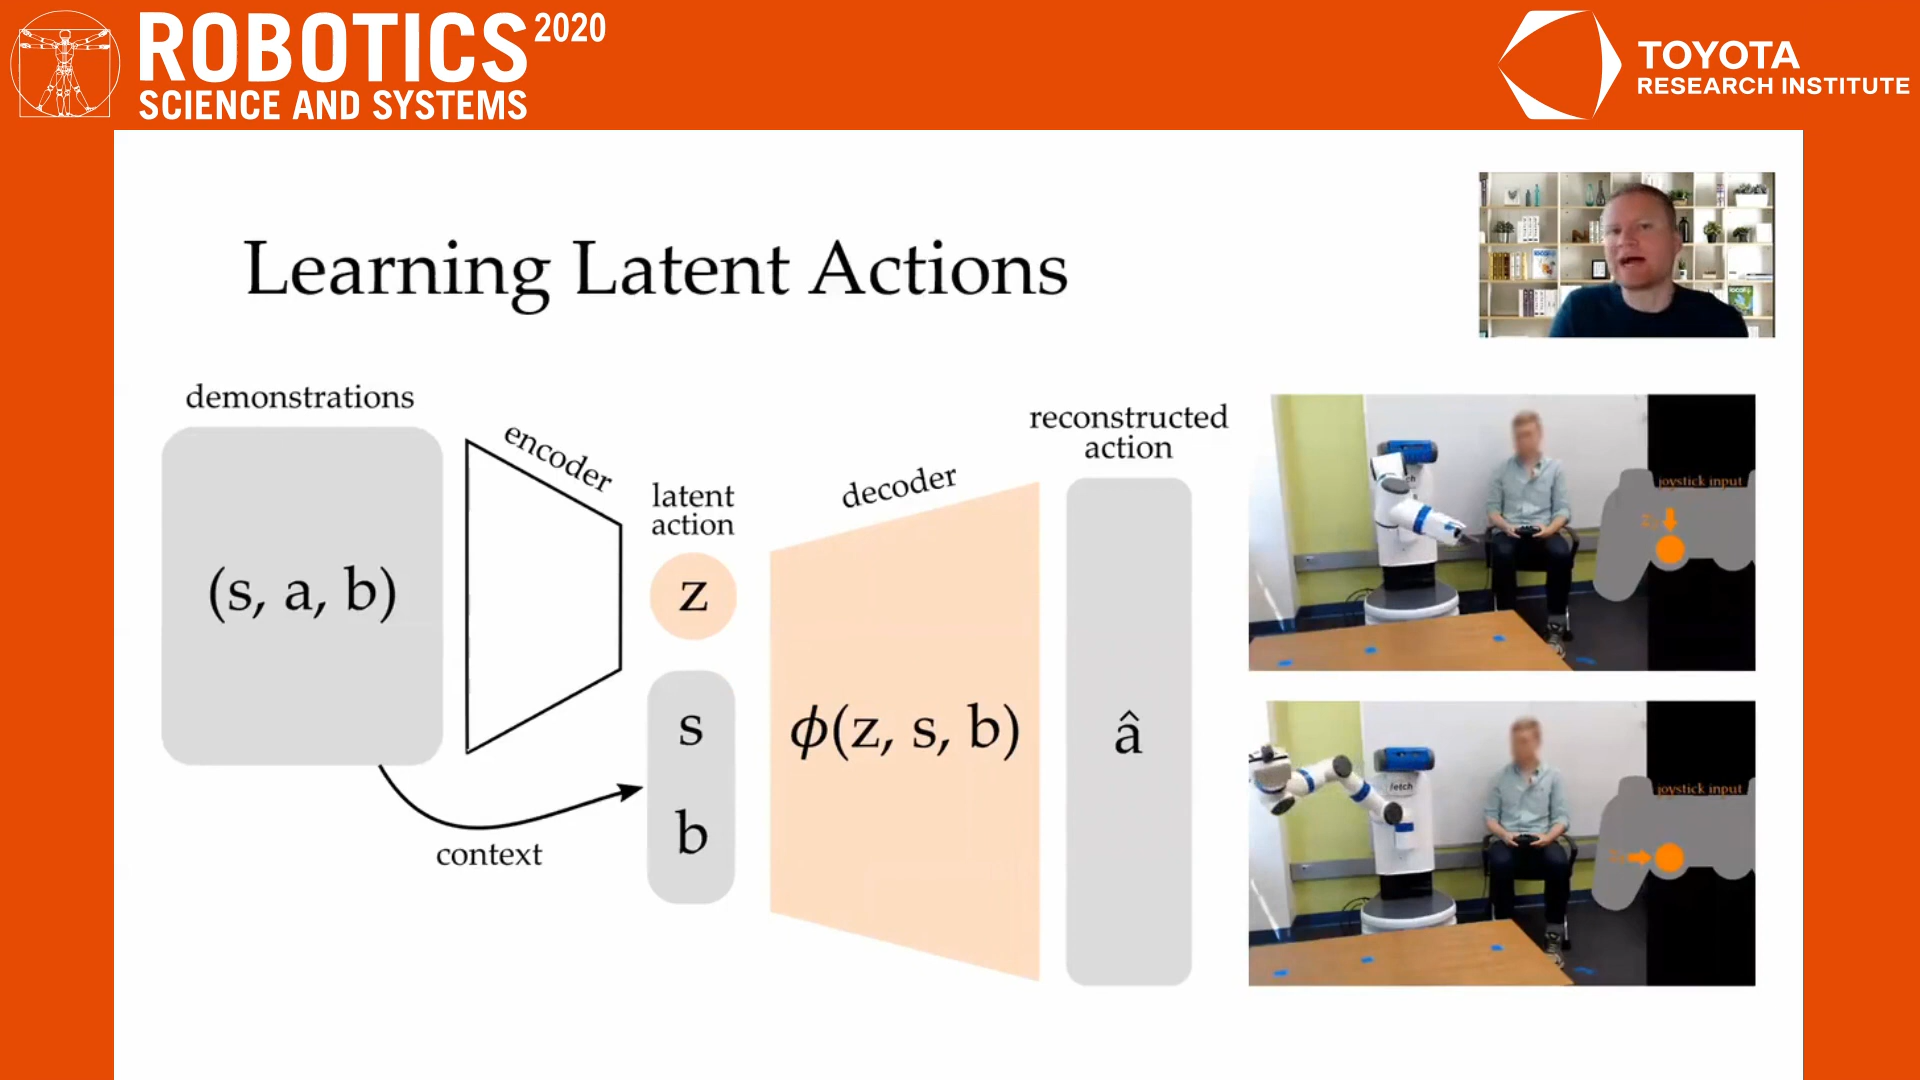 ROBOTICS 2020
SCIENCE AND SYSTEMS
TOYOTA
RESEARCH INSTITUTE
Learning Latent Actions
demonstrations
(s, a, b)
encoder
latent
action
z
s
b
context
decoder
ϕ(z, s, b)
reconstructed
action
â
joystick input
z
fetch
joystick input